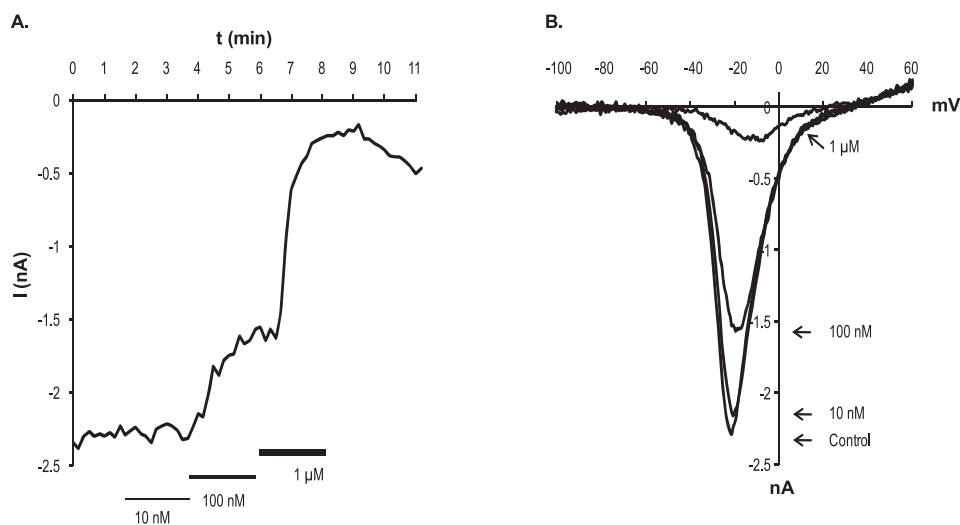 A.
t (min)
0 1 2 3 4 5 6 7 8 9 10 11
0
-0.5
-1
-1.5
-2
-2.5
I (nA)
1 µM
100 nM
10 nM
B.
-100 -80 -60 -40 -20 0 20 40 60
mV
0
1 µM
-0.5
-1
-1.5
100 nM
-2
10 nM
Control
-2.5
nA